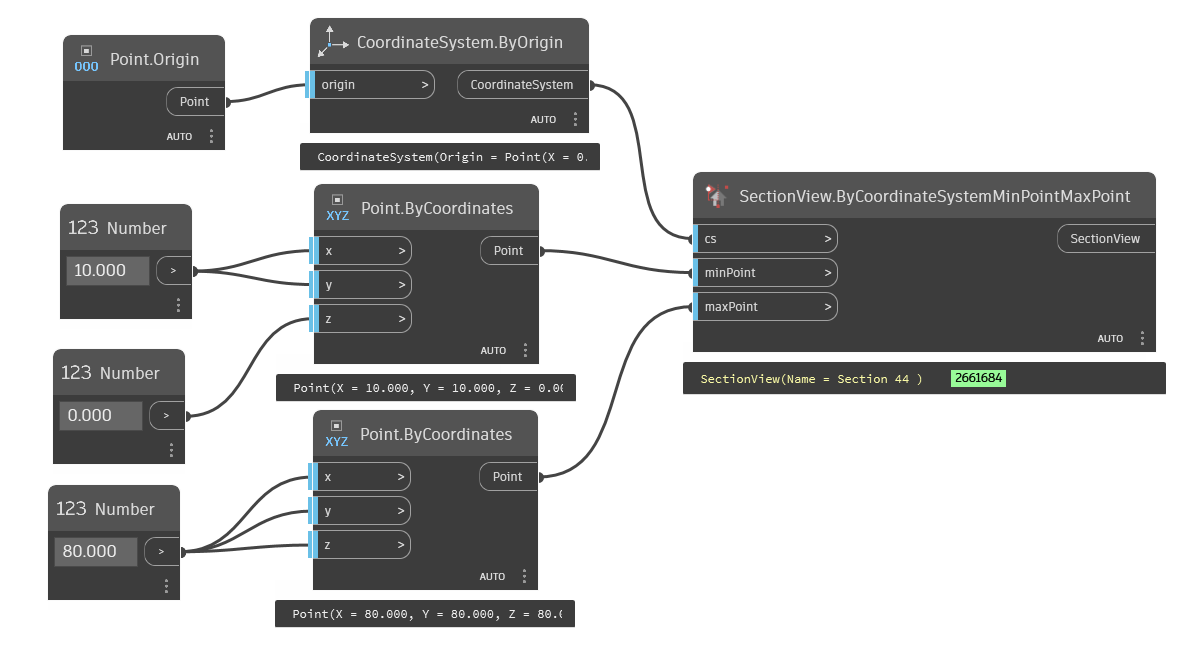 000 Point.Origin
Point
AUTO
CoordinateSystem.ByOrigin
origin >
CoordinateSystem
AUTO
CoordinateSystem(Origin = Point(X = 0.
123 Number
10.000 >
123 Number
0.000 >
123 Number
80.000 >
XYZ Point.ByCoordinates
x >
Point
y >
z >
AUTO
Point(X = 10.000, Y = 10.000, Z = 0.00
XYZ Point.ByCoordinates
x >
Point
y >
z >
AUTO
Point(X = 80.000, Y = 80.000, Z = 80.0
SectionView.ByCoordinateSystemMinPointMaxPoint
cs >
SectionView
minPoint >
maxPoint >
AUTO
SectionView(Name = Section 44 ) 2661684